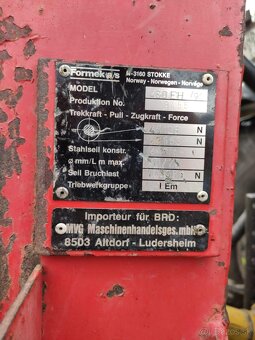 Formek a/s
N-3160 STOKKE
Norway - Norwegen - Norvège
MODEL
Produktion No.
Trekkraft - Pull - Zugkraft - Force
N
N
Stahlseil konstr.
ø mm/L m max.
Seil Bruchlast N
Triebwerkgruppe I Em
Importeur für BRD:
MVG Maschinenhandelsges.mbH
8503 Altdorf - Ludersheim